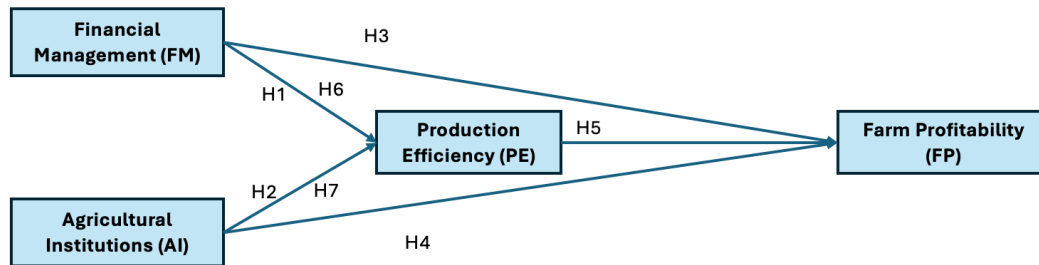 Financial
Management (FM)
H3
H1
H6
Production
Efficiency (PE)
H5
Farm Profitability
(FP)
H2
H7
Agricultural
Institutions (AI)
H4